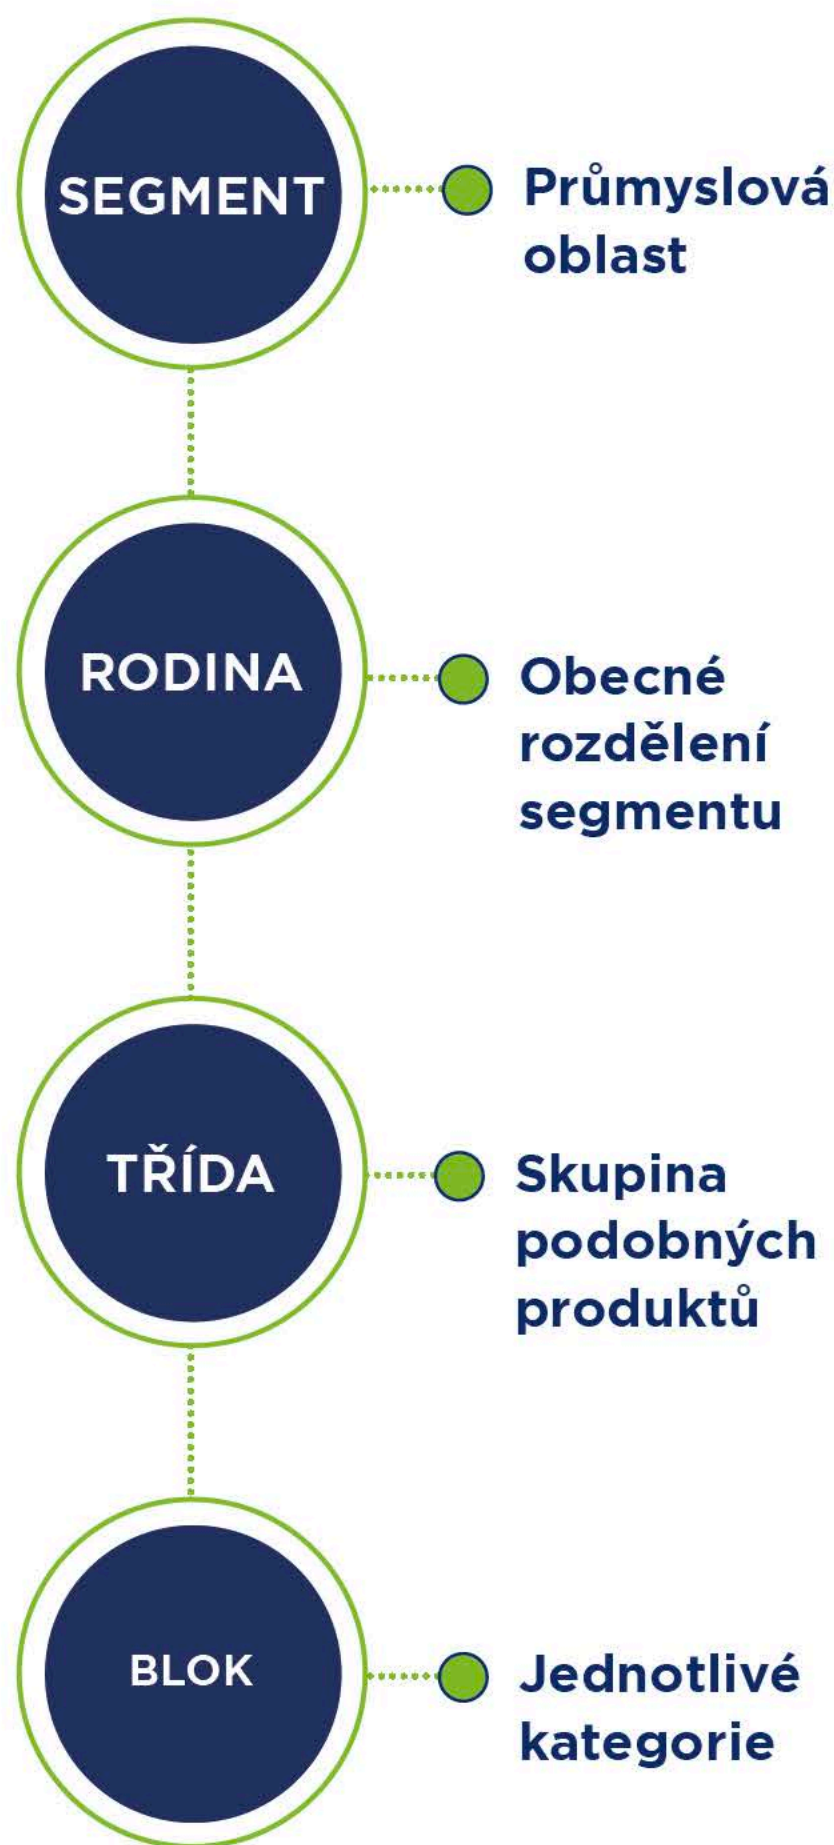 SEGMENT
Průmyslová
oblast
RODINA
Obecné
rozdělení
segmentu
TŘÍDA
Skupina
podobných
produktů
BLOK
Jednotlivé
kategorie